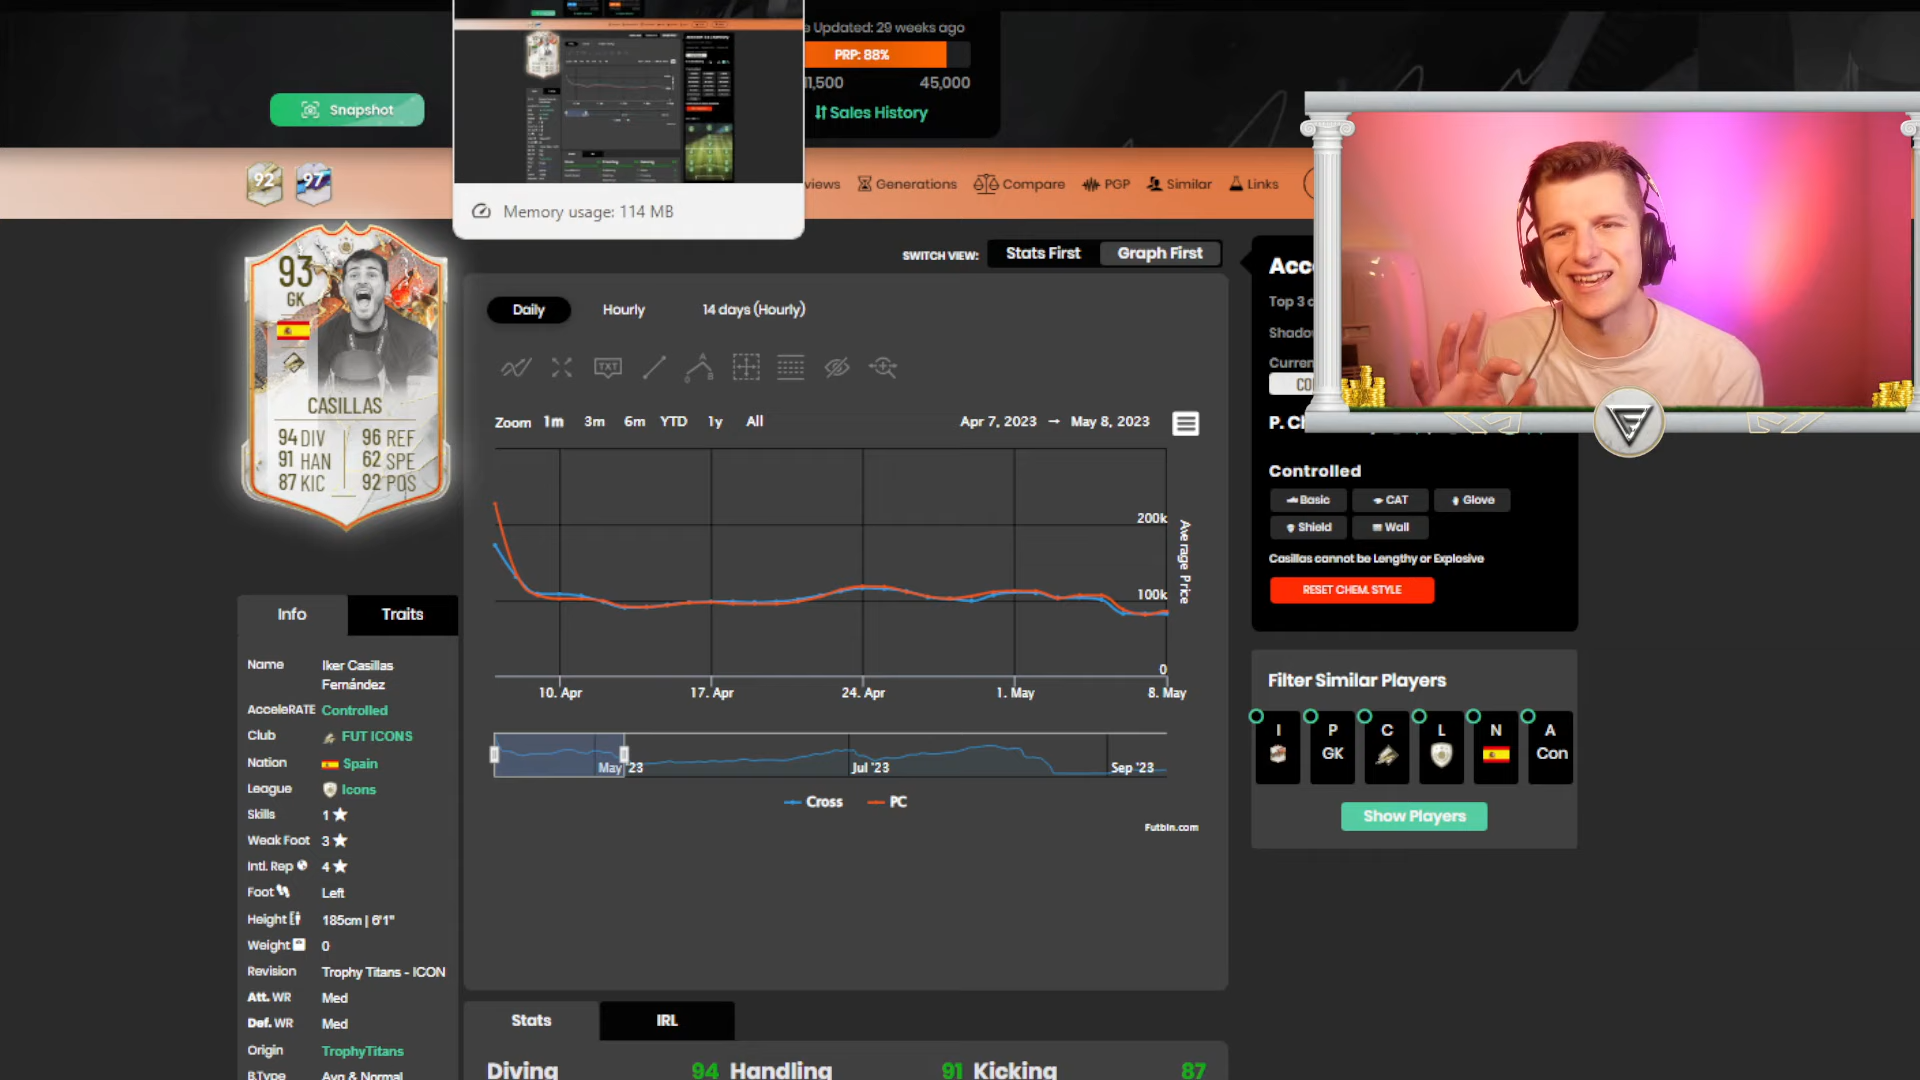 Updated: 29 weeks ago
PRP: 88%
11,500 45,000
Sales History
Snapshot
92 97
views Generations Compare PGP Similar Links
Memory usage: 114 MB
SWITCH VIEW: Stats First Graph First
93
GK
CASILLAS
94 DIV 96 REF
91 HAN 62 SPE
87 KIC 92 POS
Daily Hourly 14 days (Hourly)
TXT
Zoom 1m 3m 6m YTD 1y All Apr 7, 2023 → May 8, 2023
200k
100k
0
Average Price
10. Apr 17. Apr 24. Apr 1. May 8. May
May '23 Jul '23 Sep '23
Cross PC
Futbin.com
Info Traits
Name Iker Casillas
Fernández
AcceleRATE Controlled
Club FUT ICONS
Nation Spain
League Icons
Skills 1
Weak Foot 3
Intl. Rep 4
Foot Left
Height 185cm | 6'1"
Weight 0
Revision Trophy Titans - ICON
Att. WR Med
Def. WR Med
Origin TrophyTitans
B.Type Avg & Normal
Stats IRL
Diving 94 Handling 91 Kicking 87
Acc
Top 3
Shado
Curren
CO
P. Ch
Controlled
Basic CAT Glove
Shield Wall
Casillas cannot be Lengthy or Explosive
RESET CHEM. STYLE
Filter Similar Players
I P C L N A
GK Con
Show Players